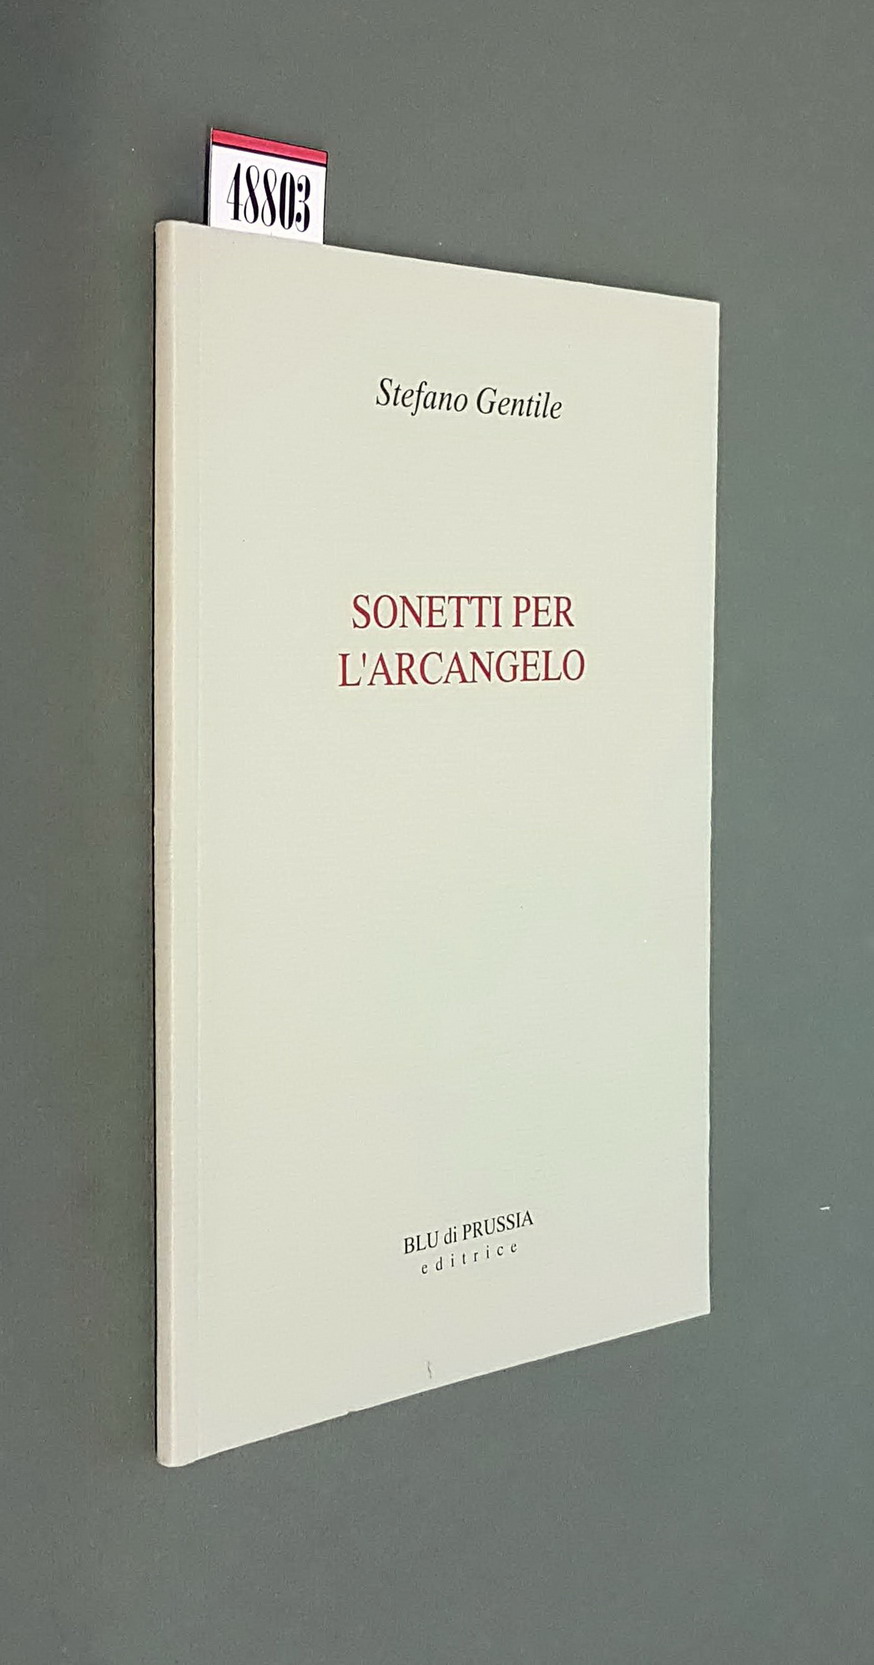 48803
Stefano Gentile
SONETTI PER
L'ARCANGELO
BLU di PRUSSIA
editrice